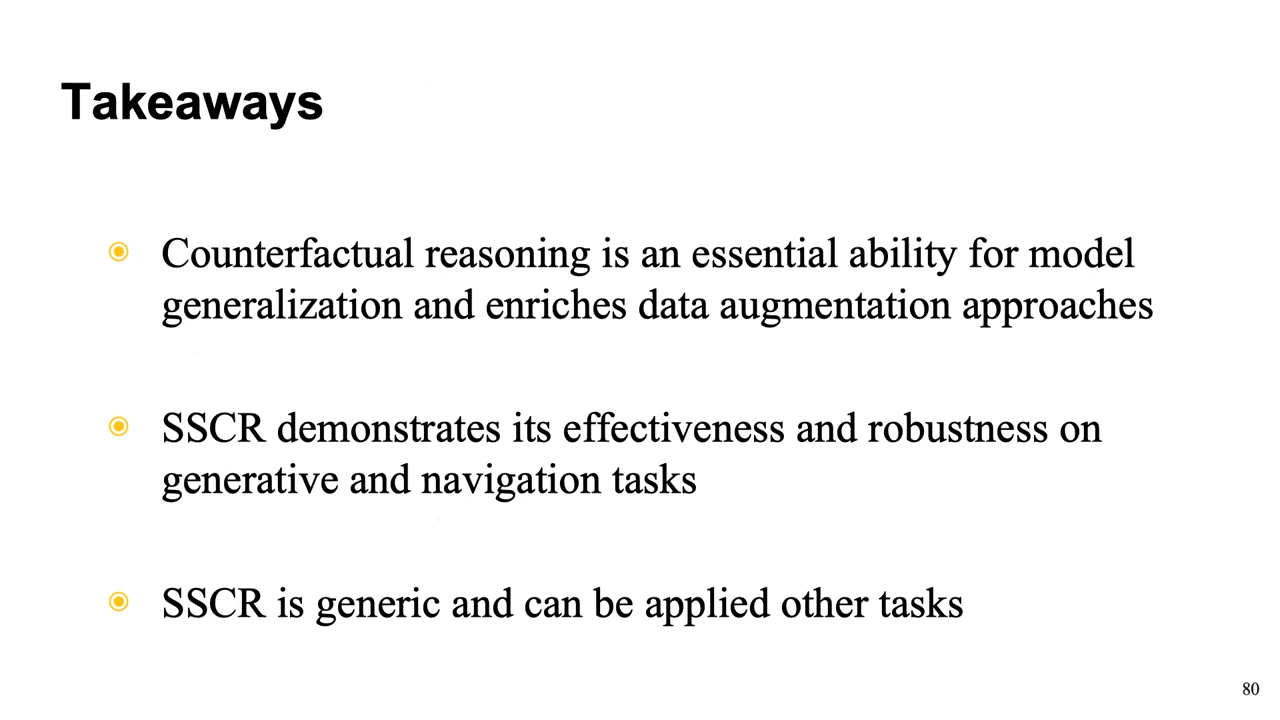 Takeaways
Counterfactual reasoning is an essential ability for model
generalization and enriches data augmentation approaches
SSCR demonstrates its effectiveness and robustness on
generative and navigation tasks
SSCR is generic and can be applied other tasks
80